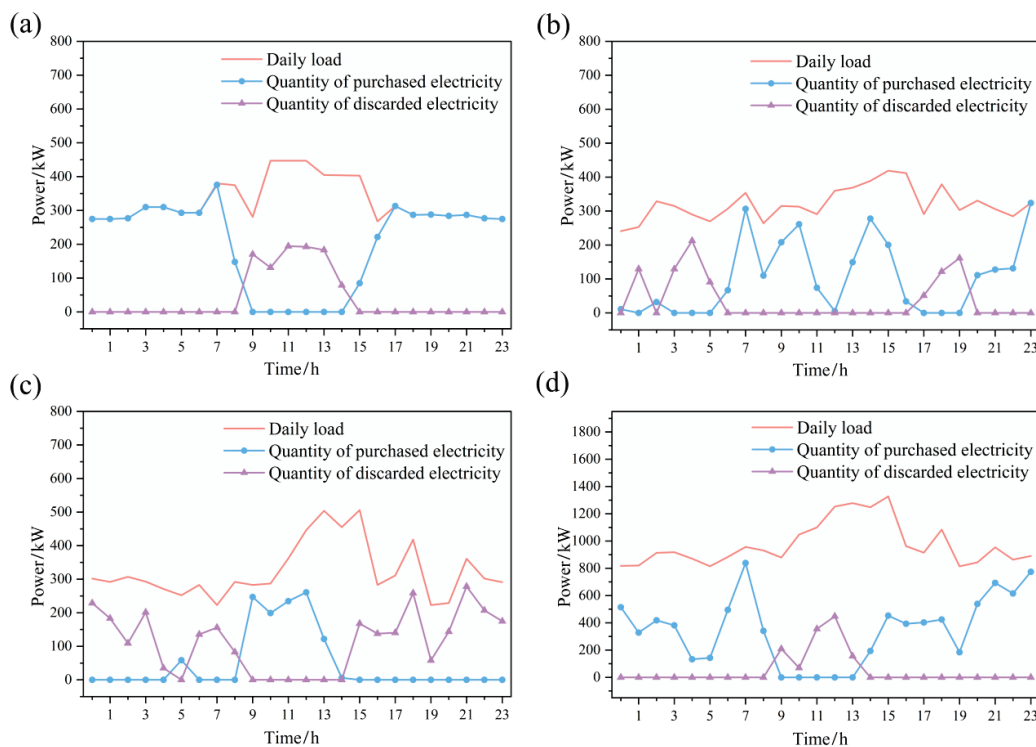 (a)
800
700
600
500
400
300
200
100
0
Power/kW
Daily load
Quantity of purchased electricity
Quantity of discarded electricity
1 3 5 7 9 11 13 15 17 19 21 23
Time/h
(b)
800
700
600
500
400
300
200
100
0
Power/kW
Daily load
Quantity of purchased electricity
Quantity of discarded electricity
1 3 5 7 9 11 13 15 17 19 21 23
Time/h
(c)
800
700
600
500
400
300
200
100
0
Power/kW
Daily load
Quantity of purchased electricity
Quantity of discarded electricity
1 3 5 7 9 11 13 15 17 19 21 23
Time/h
(d)
1800
1600
1400
1200
1000
800
600
400
200
0
Power/kW
Daily load
Quantity of purchased electricity
Quantity of discarded electricity
1 3 5 7 9 11 13 15 17 19 21 23
Time/h